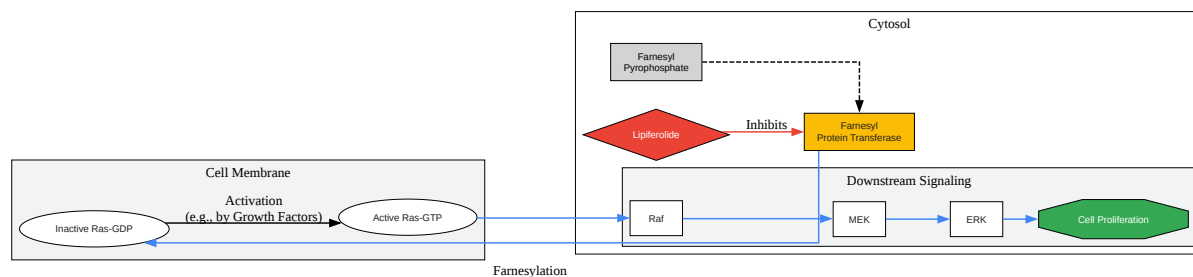 Cytosol
Farnesyl
Pyrophosphate
Lipiferolide
Inhibits
Farnesyl
Protein Transferase
Cell Membrane
Activation
(e.g., by Growth Factors)
Inactive Ras-GDP
Active Ras-GTP
Downstream Signaling
Raf
MEK
ERK
Cell Proliferation
Farnesylation